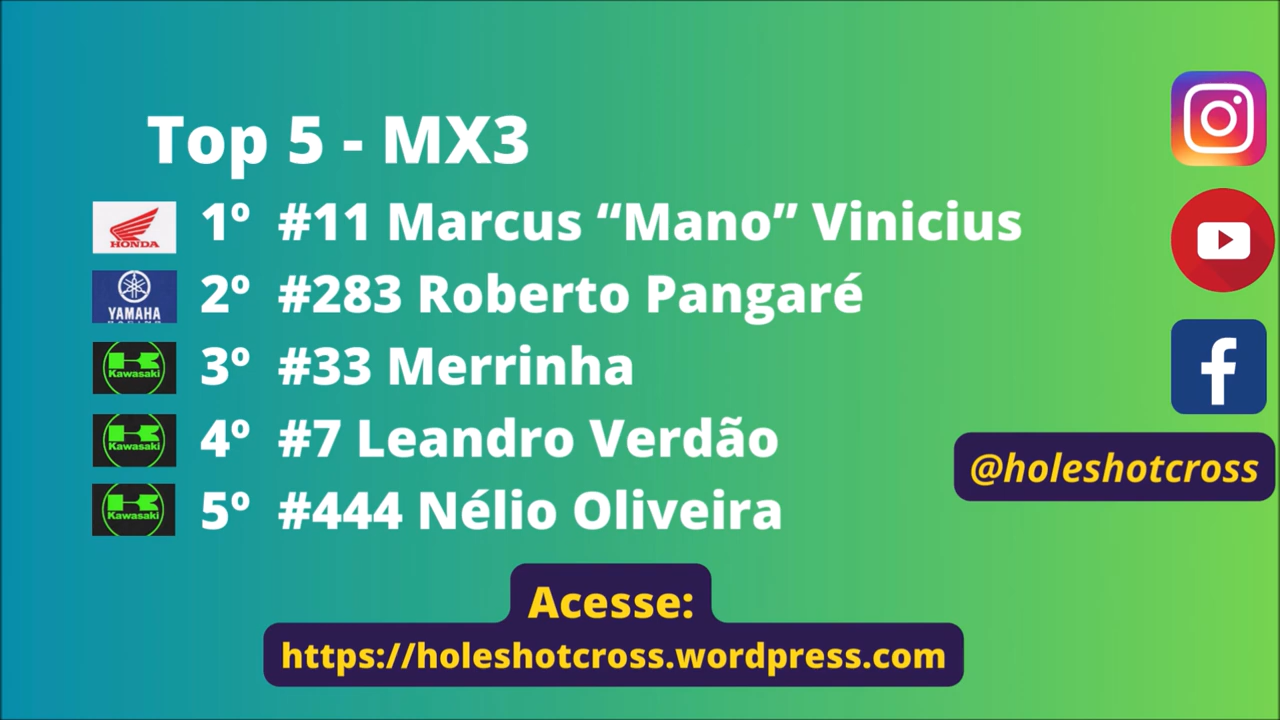 Top 5 - MX3
HONDA 1º #11 Marcus “Mano” Vinicius
YAMAHA 2º #283 Roberto Pangaré
Kawasaki 3º #33 Merrinha
Kawasaki 4º #7 Leandro Verdão
Kawasaki 5º #444 Nélio Oliveira
@holeshotcross
Acesse:
https://holeshotcross.wordpress.com